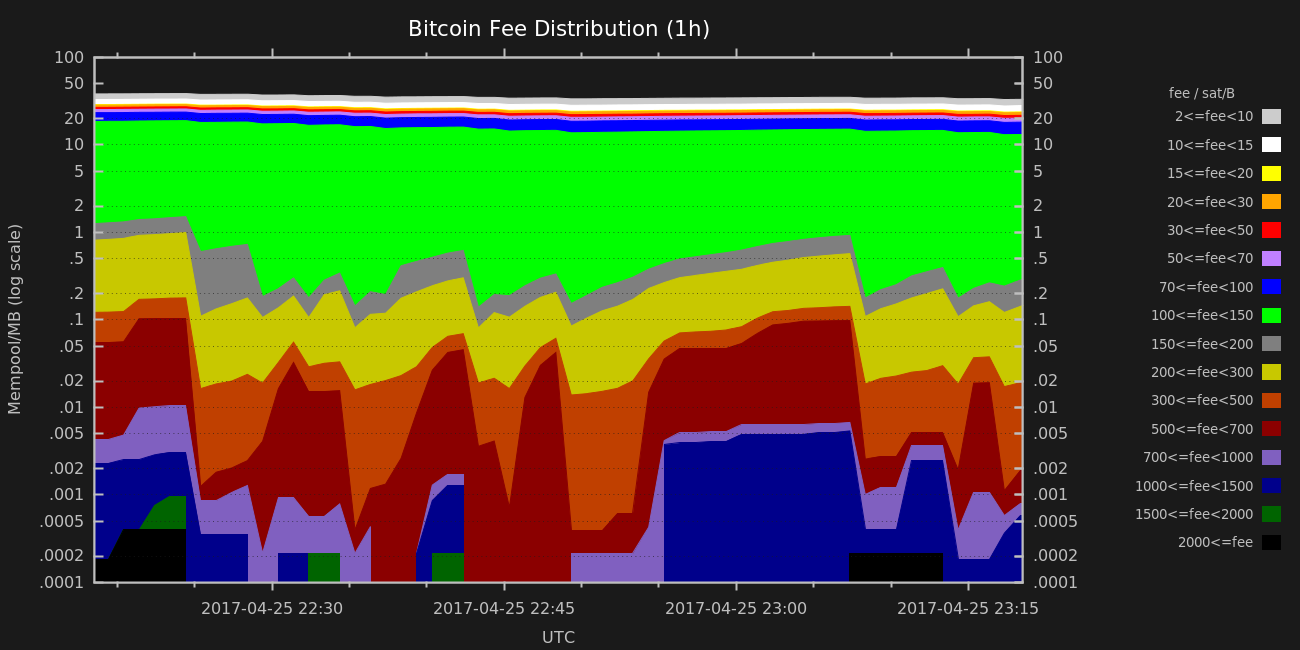 Bitcoin Fee Distribution (1h)
100 100
50 50
20 20
10 10
5 5
2 2
1 1
.5 .5
.2 .2
.1 .1
.05 .05
.02 .02
.01 .01
.005 .005
.002 .002
.001 .001
.0005 .0005
.0002 .0002
.0001 .0001
Mempool/MB (log scale)
2017-04-25 22:30 2017-04-25 22:45 2017-04-25 23:00 2017-04-25 23:15
UTC
fee / sat/B
2<=fee<10
10<=fee<15
15<=fee<20
20<=fee<30
30<=fee<50
50<=fee<70
70<=fee<100
100<=fee<150
150<=fee<200
200<=fee<300
300<=fee<500
500<=fee<700
700<=fee<1000
1000<=fee<1500
1500<=fee<2000
2000<=fee